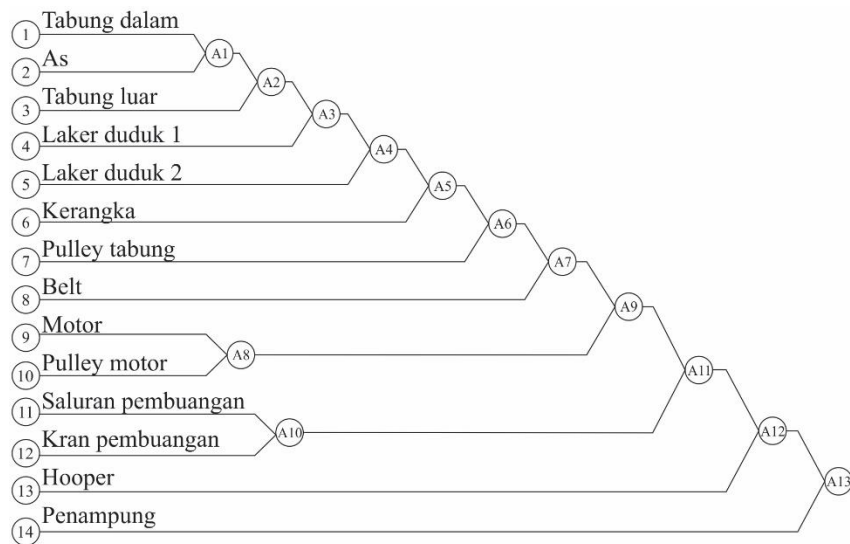 1 Tabung dalam
A1
2 As
A2
3 Tabung luar
A3
4 Laker duduk 1
A4
5 Laker duduk 2
A5
6 Kerangka
A6
7 Pulley tabung
A7
8 Belt
A9
9 Motor
A8
10 Pulley motor
A11
11 Saluran pembuangan
A10
12 Kran pembuangan
A12
13 Hooper
A13
14 Penampung